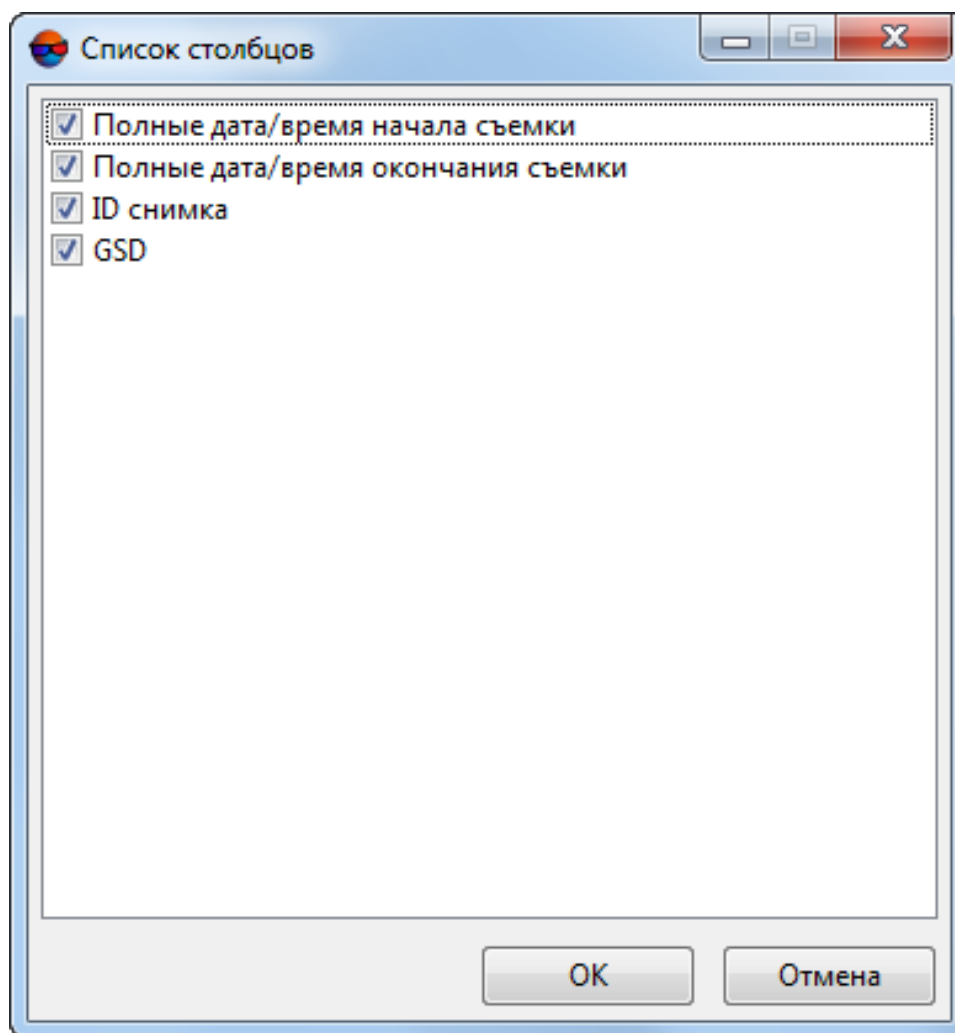 Список столбцов
Полные дата/время начала съемки
Полные дата/время окончания съемки
ID снимка
GSD
OK
Отмена